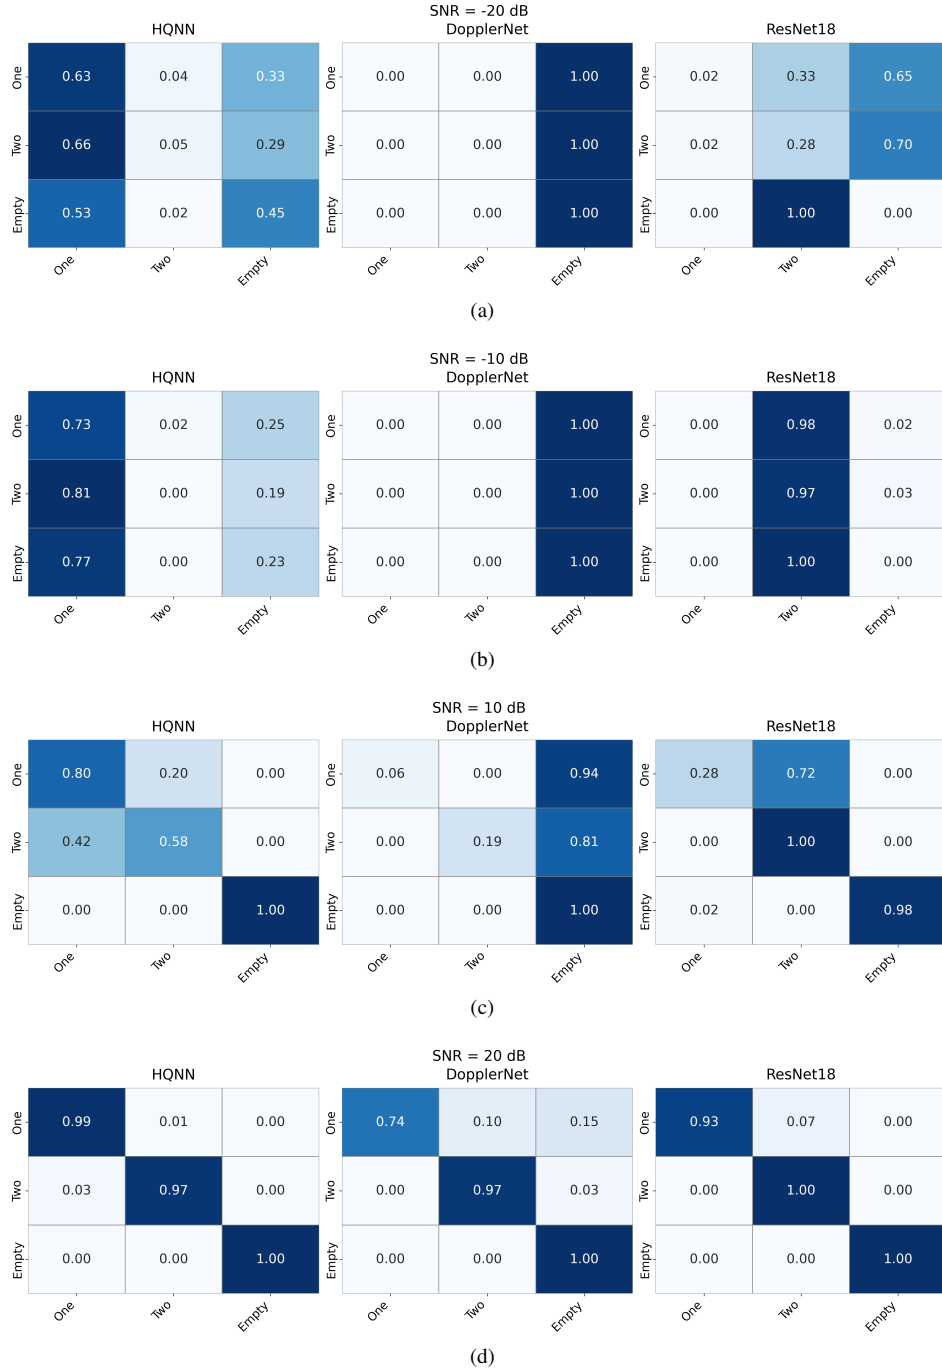 SNR = -20 dB
HQNN DopplerNet ResNet18
One 0.63 0.04 0.33 One 0.00 0.00 1.00 One 0.02 0.33 0.65
Two 0.66 0.05 0.29 Two 0.00 0.00 1.00 Two 0.02 0.28 0.70
Empty 0.53 0.02 0.45 Empty 0.00 0.00 1.00 Empty 0.00 1.00 0.00
One Two Empty One Two Empty One Two Empty
(a)
SNR = -10 dB
HQNN DopplerNet ResNet18
One 0.73 0.02 0.25 One 0.00 0.00 1.00 One 0.00 0.98 0.02
Two 0.81 0.00 0.19 Two 0.00 0.00 1.00 Two 0.00 0.97 0.03
Empty 0.77 0.00 0.23 Empty 0.00 0.00 1.00 Empty 0.00 1.00 0.00
One Two Empty One Two Empty One Two Empty
(b)
SNR = 10 dB
HQNN DopplerNet ResNet18
One 0.80 0.20 0.00 One 0.06 0.00 0.94 One 0.28 0.72 0.00
Two 0.42 0.58 0.00 Two 0.00 0.19 0.81 Two 0.00 1.00 0.00
Empty 0.00 0.00 1.00 Empty 0.00 0.00 1.00 Empty 0.02 0.00 0.98
One Two Empty One Two Empty One Two Empty
(c)
SNR = 20 dB
HQNN DopplerNet ResNet18
One 0.99 0.01 0.00 One 0.74 0.10 0.15 One 0.93 0.07 0.00
Two 0.03 0.97 0.00 Two 0.00 0.97 0.03 Two 0.00 1.00 0.00
Empty 0.00 0.00 1.00 Empty 0.00 0.00 1.00 Empty 0.00 0.00 1.00
One Two Empty One Two Empty One Two Empty
(d)